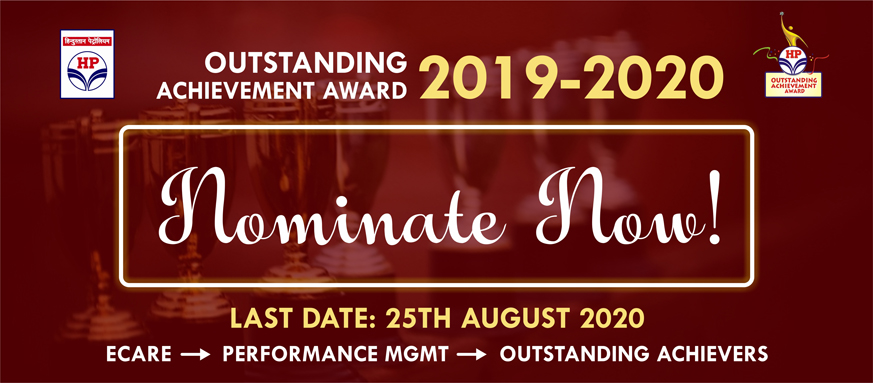 हिन्दुस्तान पेट्रोलियम
HP
OUTSTANDING
ACHIEVEMENT AWARD
2019-2020
HP
OUTSTANDING
ACHIEVEMENT
AWARD
Nominate Now!
LAST DATE: 25TH AUGUST 2020
ECARE → PERFORMANCE MGMT → OUTSTANDING ACHIEVERS